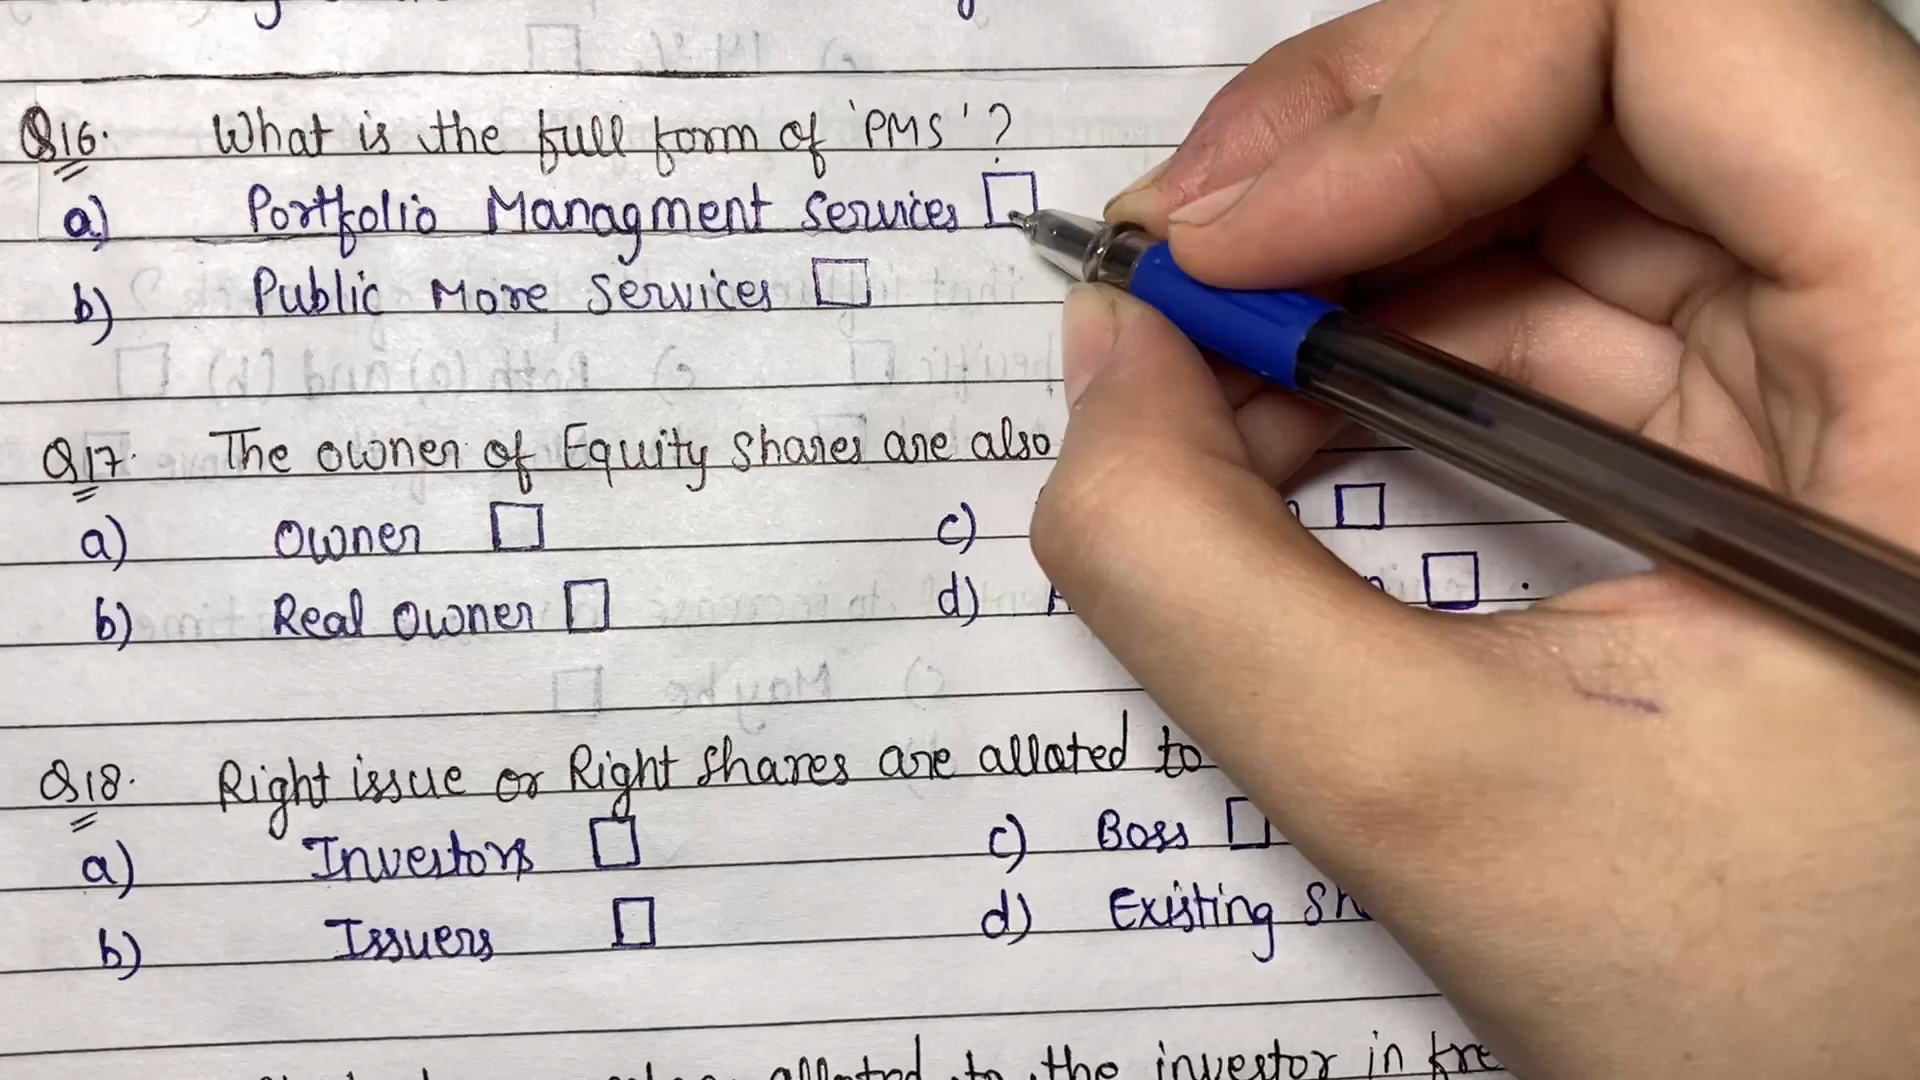 Q16. What is the full form of 'PMS'?
a) Portfolio Managment Services
b) Public More Services
Q17. The owner of Equity shares are also
a) Owner c)
b) Real Owner d)
Q18. Right issue or Right shares are allated to
a) Investors c) Boss
b) Issuers d) Existing
allated to the investor in